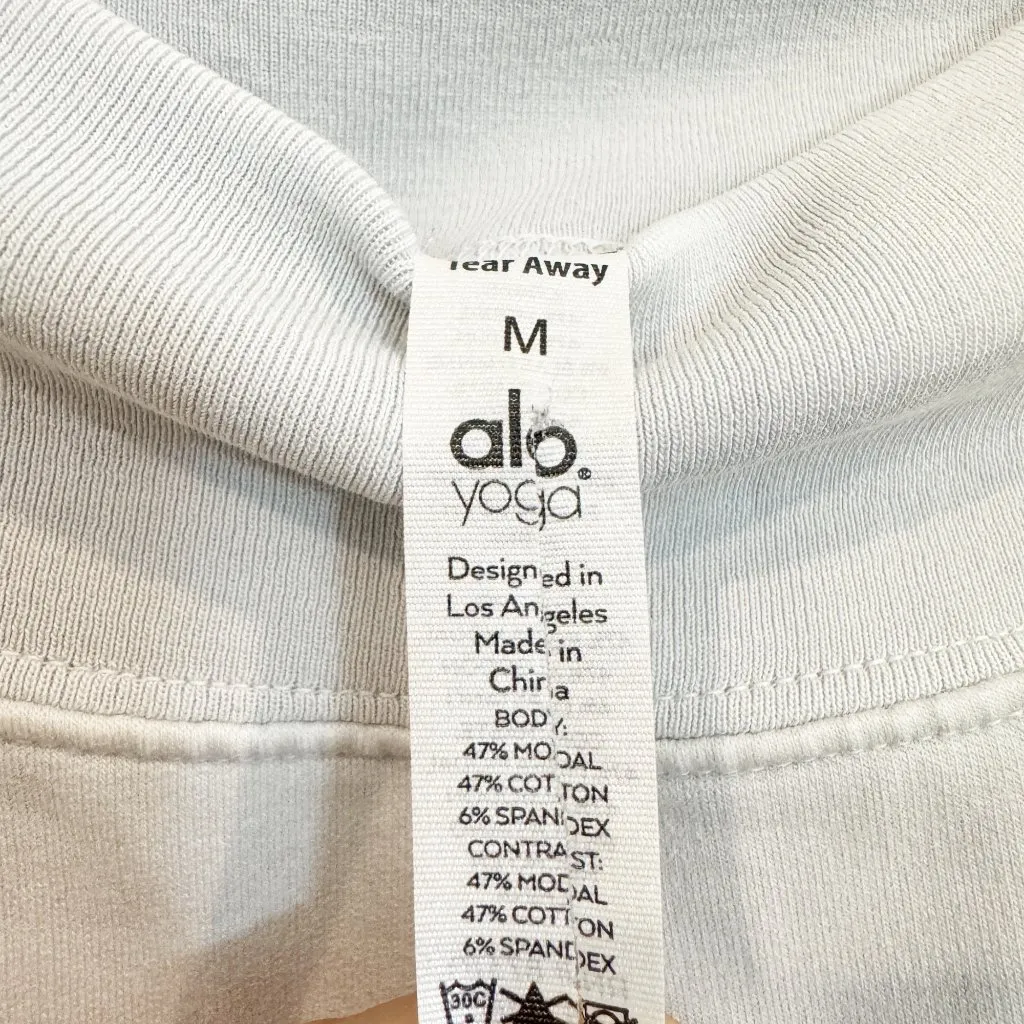 Tear Away
M
alo®
yoga
Designed in
Los Angeles
Made in
China
BODY:
47% MODAL
47% COTTON
6% SPANDEX
CONTRAST:
47% MODAL
47% COTTON
6% SPANDEX
30C